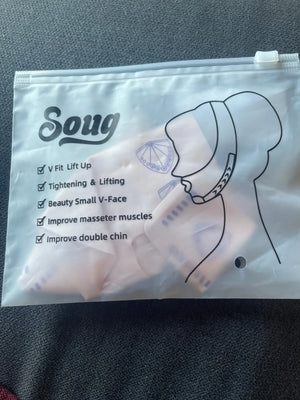 Soug
V Fit Lift Up
Tightening & Lifting
Beauty Small V-Face
Improve masseter muscles
Improve double chin